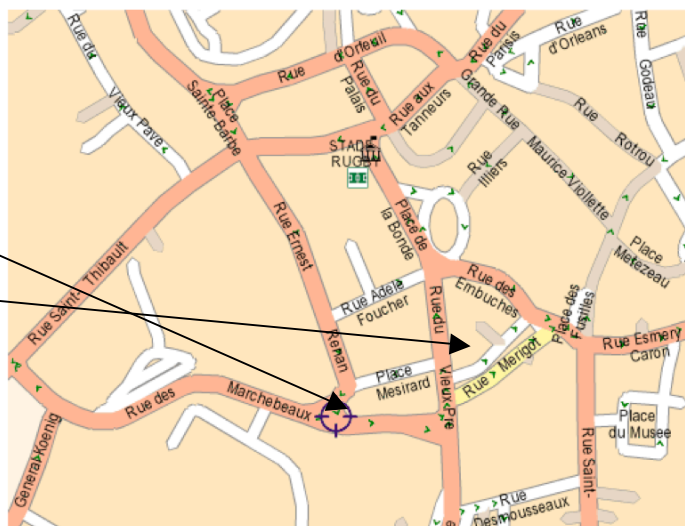 Rue du
Vieux Pave
Place
Sainte-Barbe
Rue
d'Orfeuil
Rue du
Palais
Rue aux
Tanneurs
Rue du
Parisis
Rue
d'Orleans
Rue
Godeau
Grande Rue
Maurice Viollette
Rue
Rotrou
STADE
RUGBY
Rue
Illiers
Place de
la Bonde
Place
Metezeau
Rue Saint-Thibault
Rue Ernest
Renan
Rue Adele
Foucher
Rue du
Vieux-Pre
Rue des
Embuches
Place des
Fusilles
Rue Esmery
Caron
Place
Mesirard
Rue Merigot
Rue des
Marchebeaux
General-Koenig
Place
du Musee
Rue Saint-
Rue
Desmousseaux